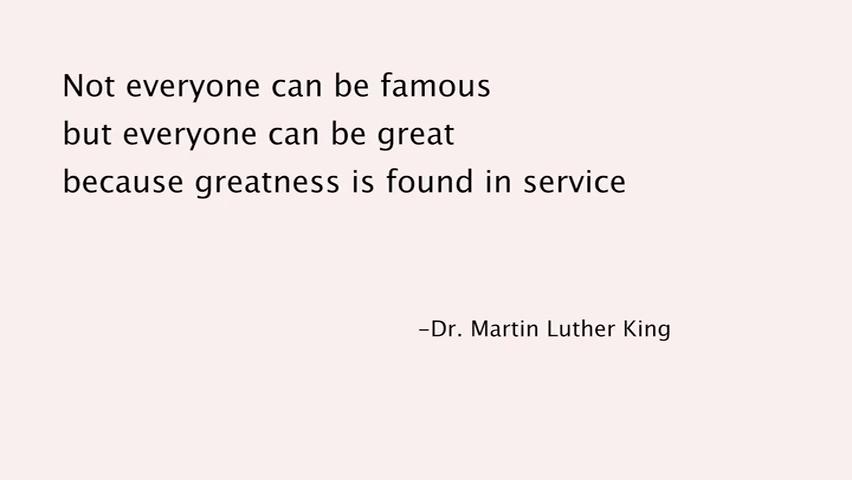 Not everyone can be famous
but everyone can be great
because greatness is found in service
–Dr. Martin Luther King